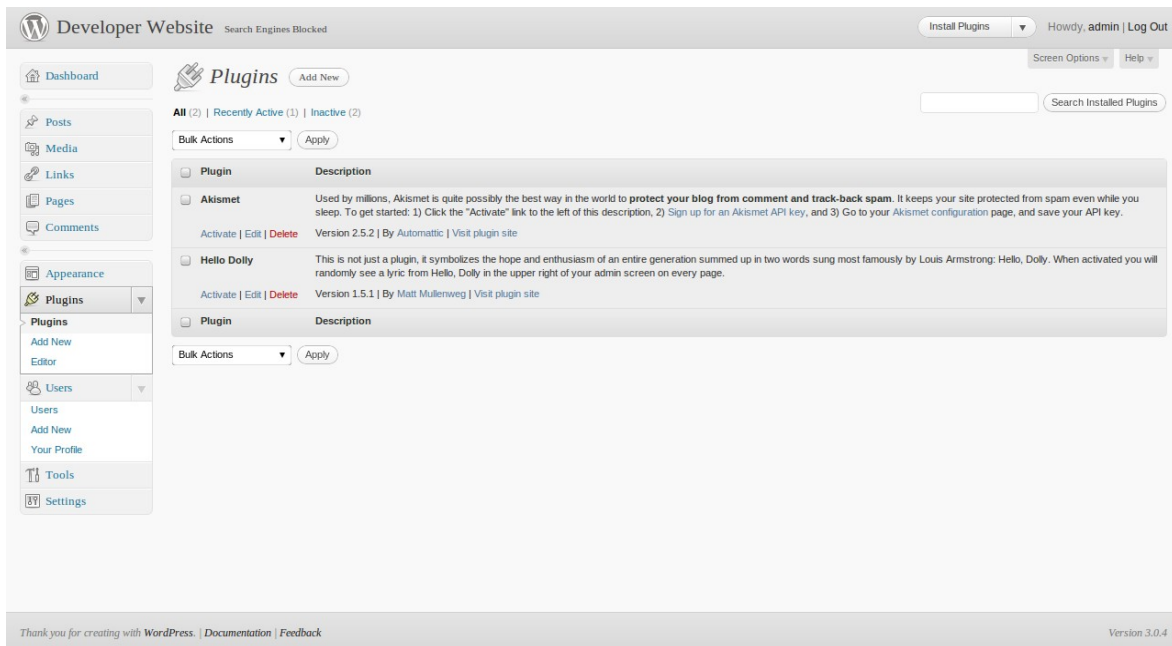 Developer Website Search Engines Blocked
Install Plugins
Howdy, admin | Log Out
Screen Options
Help
Dashboard
Posts
Media
Links
Pages
Comments
Appearance
Plugins
Plugins
Add New
Editor
Users
Users
Add New
Your Profile
Tools
Settings
Plugins Add New
All (2) | Recently Active (1) | Inactive (2)
Search Installed Plugins
Bulk Actions Apply
Plugin Description
Akismet Used by millions, Akismet is quite possibly the best way in the world to protect your blog from comment and track-back spam. It keeps your site protected from spam even while you
sleep. To get started: 1) Click the "Activate" link to the left of this description, 2) Sign up for an Akismet API key, and 3) Go to your Akismet configuration page, and save your API key.
Activate | Edit | Delete Version 2.5.2 | By Automattic | Visit plugin site
Hello Dolly This is not just a plugin, it symbolizes the hope and enthusiasm of an entire generation summed up in two words sung most famously by Louis Armstrong: Hello, Dolly. When activated you will
randomly see a lyric from Hello, Dolly in the upper right of your admin screen on every page.
Activate | Edit | Delete Version 1.5.1 | By Matt Mullenweg | Visit plugin site
Plugin Description
Bulk Actions Apply
Thank you for creating with WordPress. | Documentation | Feedback
Version 3.0.4